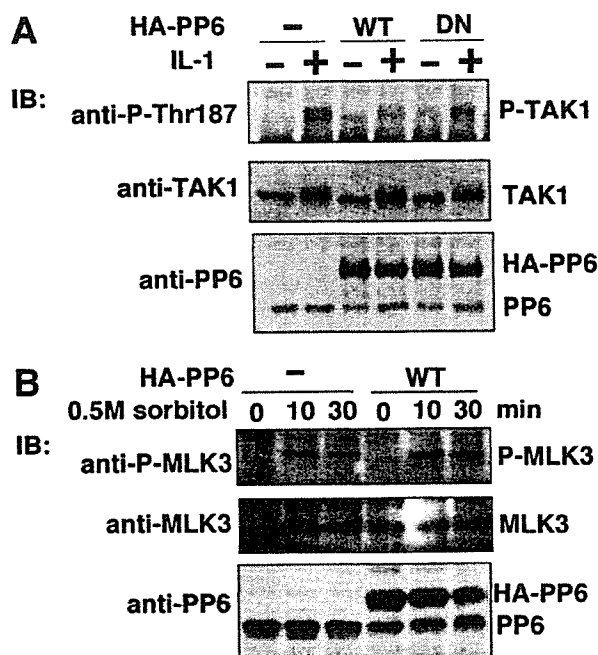 A
HA-PP6 − WT DN
IL-1 − + − + − +
IB:
anti-P-Thr187 P-TAK1
anti-TAK1 TAK1
anti-PP6 HA-PP6
PP6
B
HA-PP6 − WT
0.5M sorbitol 0 10 30 0 10 30 min
IB:
anti-P-MLK3 P-MLK3
anti-MLK3 MLK3
anti-PP6 HA-PP6
PP6